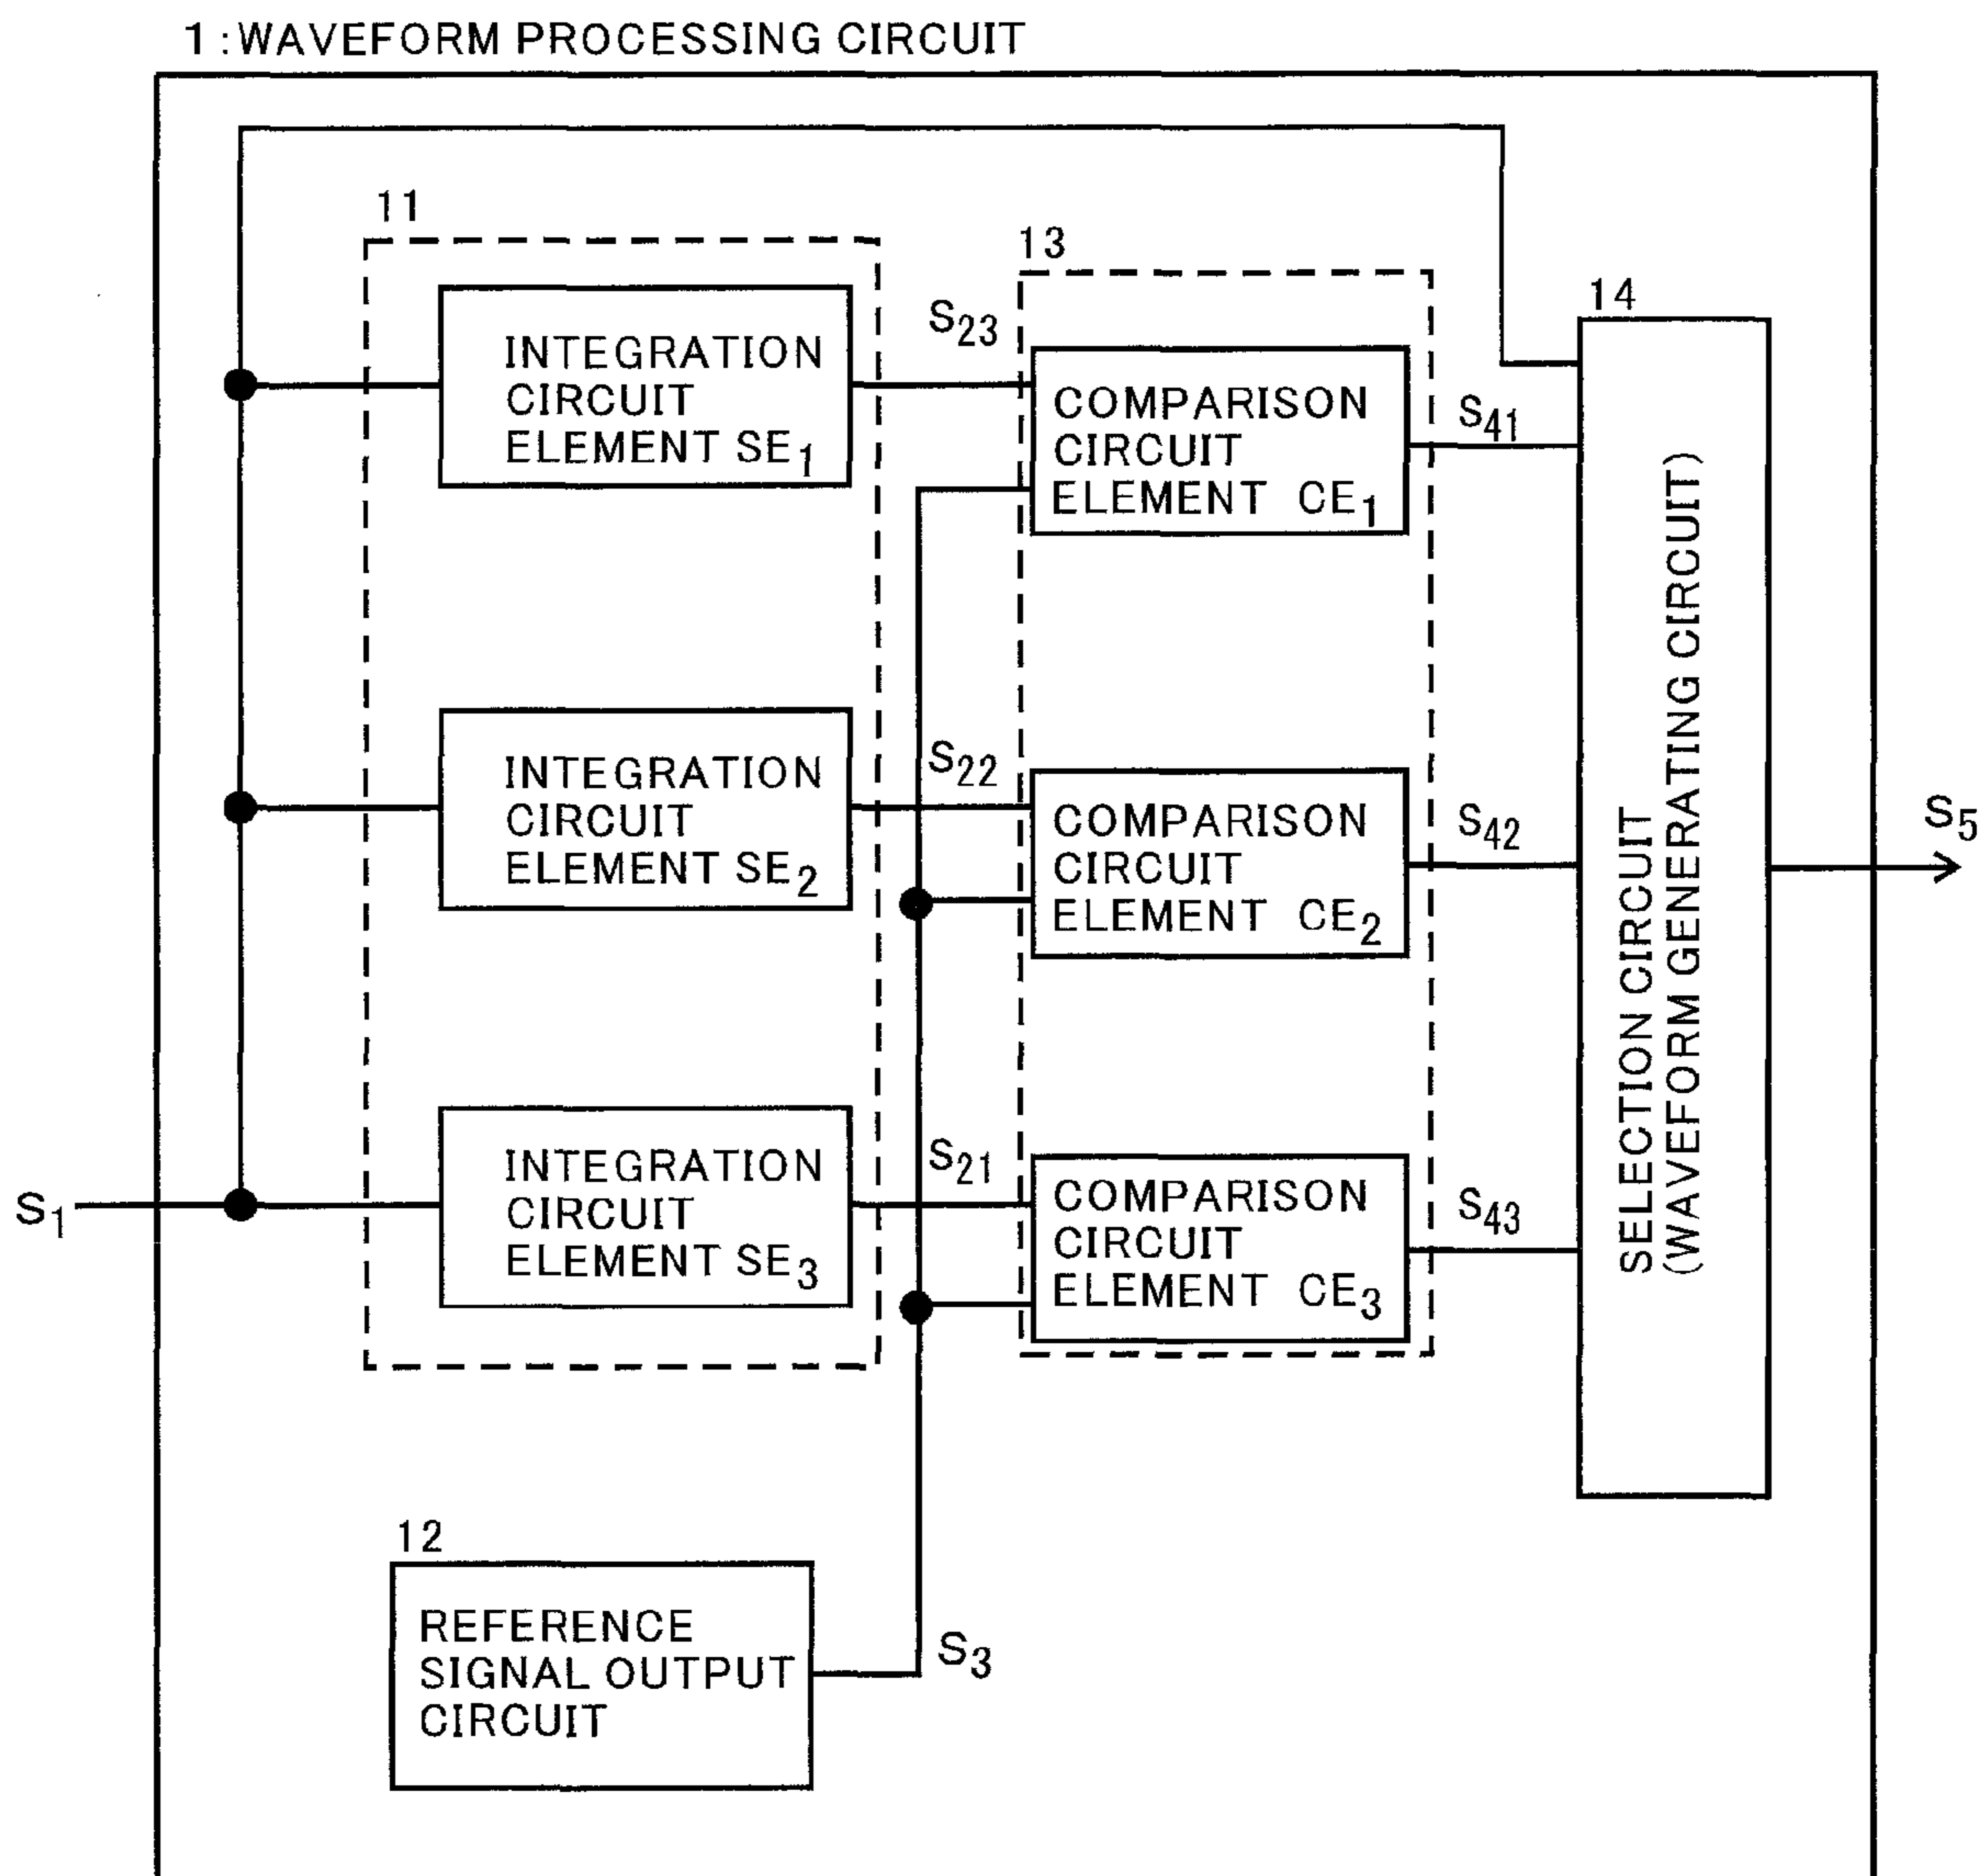 1:WAVEFORM PROCESSING CIRCUIT
11
13
14
INTEGRATION
CIRCUIT
ELEMENT SE1
S23
COMPARISON
CIRCUIT
ELEMENT CE1
S41
INTEGRATION
CIRCUIT
ELEMENT SE2
S22
COMPARISON
CIRCUIT
ELEMENT CE2
S42
SELECTION CIRCUIT
(WAVEFORM GENERATING CIRCUIT)
S5
S1
INTEGRATION
CIRCUIT
ELEMENT SE3
S21
COMPARISON
CIRCUIT
ELEMENT CE3
S43
12
REFERENCE
SIGNAL OUTPUT
CIRCUIT
S3